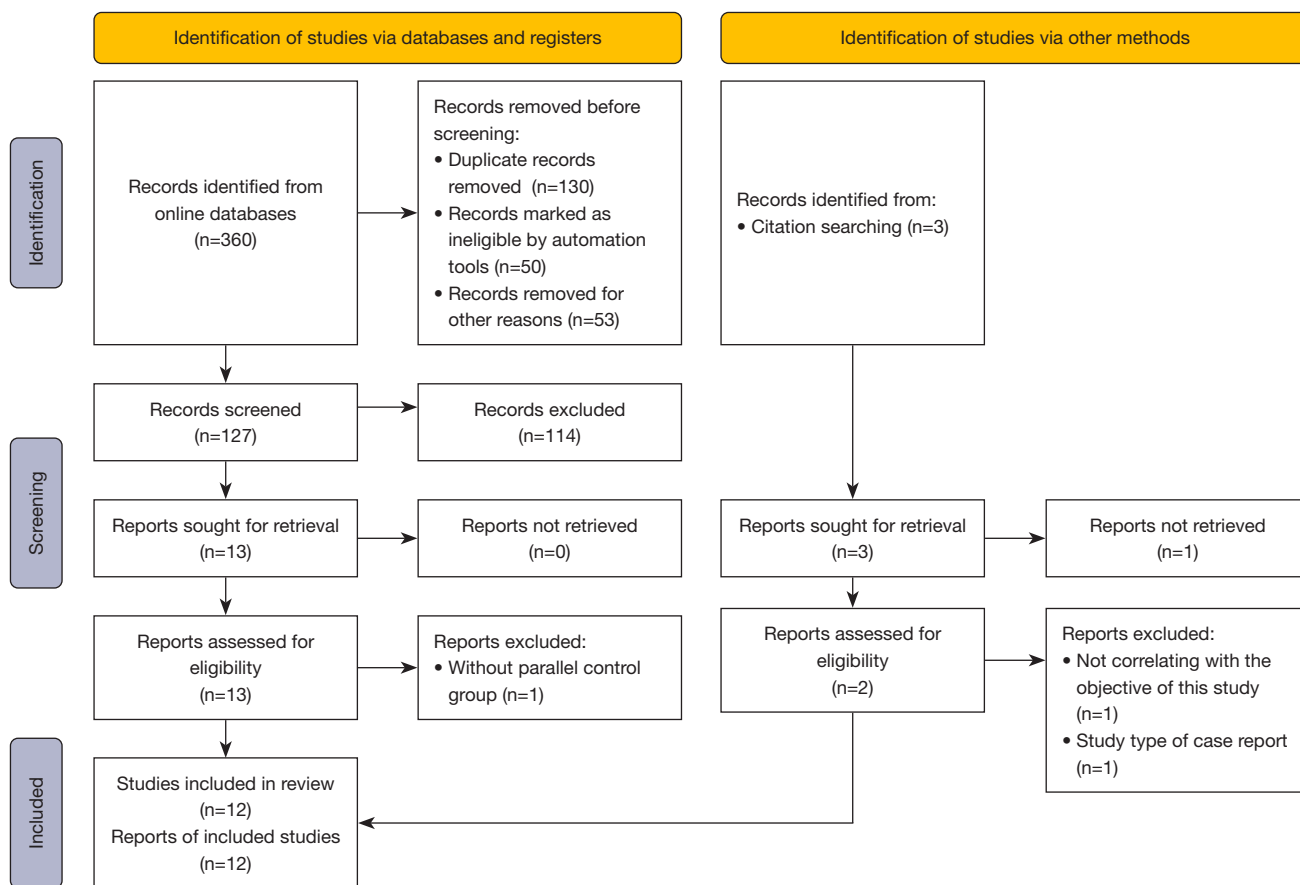 Identification of studies via databases and registers
Identification of studies via other methods
Identification
Records identified from
online databases
(n=360)
Records removed before
screening:
• Duplicate records
removed (n=130)
• Records marked as
ineligible by automation
tools (n=50)
• Records removed for
other reasons (n=53)
Records identified from:
• Citation searching (n=3)
Screening
Records screened
(n=127)
Records excluded
(n=114)
Reports sought for retrieval
(n=13)
Reports not retrieved
(n=0)
Reports sought for retrieval
(n=3)
Reports not retrieved
(n=1)
Reports assessed for
eligibility
(n=13)
Reports excluded:
• Without parallel control
group (n=1)
Reports assessed for
eligibility
(n=2)
Reports excluded:
• Not correlating with the
objective of this study
(n=1)
• Study type of case report
(n=1)
Included
Studies included in review
(n=12)
Reports of included studies
(n=12)